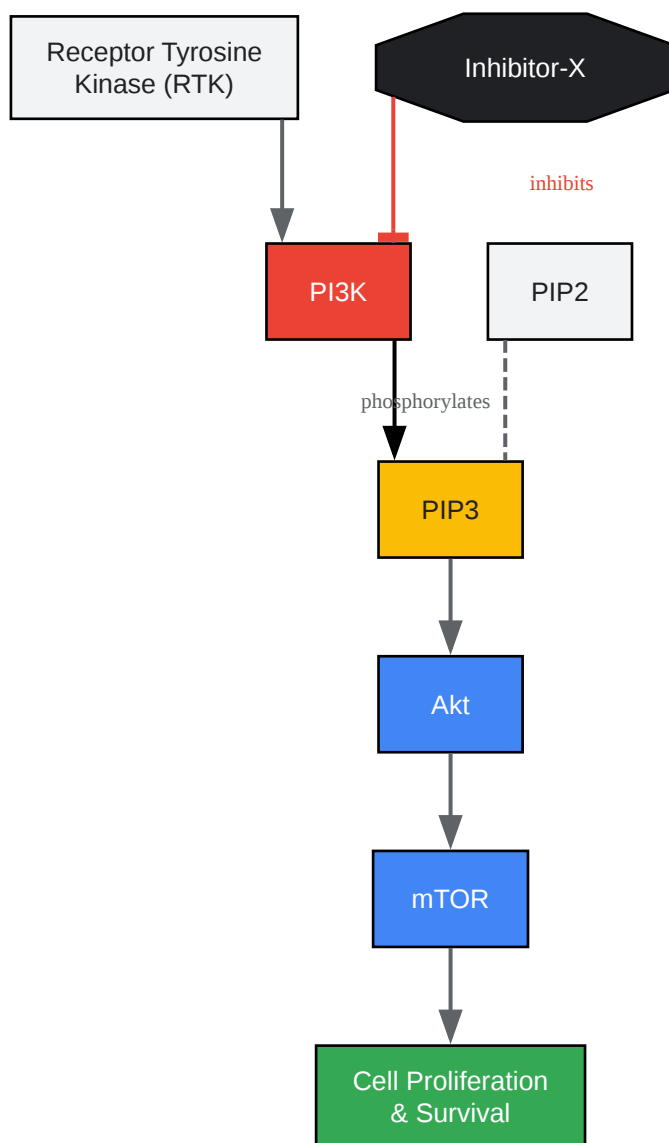 Receptor Tyrosine
Kinase (RTK)
Inhibitor-X
inhibits
PI3K
PIP2
phosphorylates
PIP3
Akt
mTOR
Cell Proliferation
& Survival